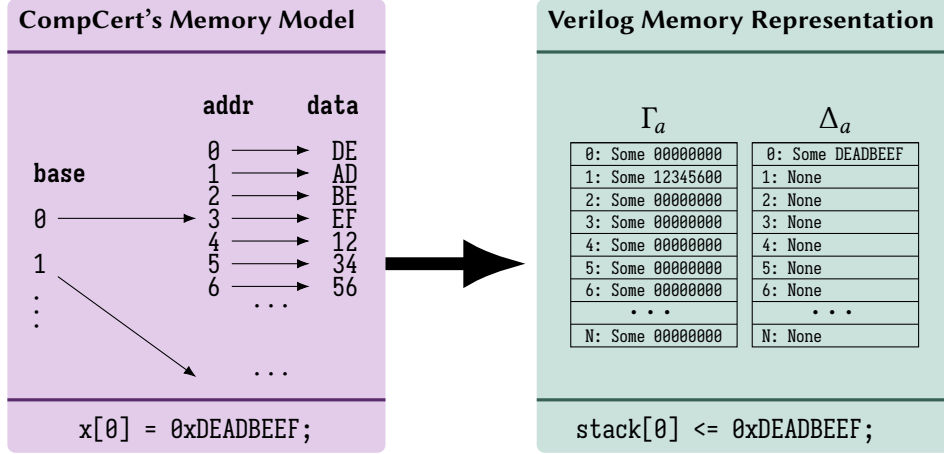 CompCert's Memory Model
base
0
1
⋮
addr data
0 DE
1 AD
2 BE
3 EF
4 12
5 34
6 56
...
...
x[0] = 0xDEADBEEF;
Verilog Memory Representation
Γa
0: Some 00000000
1: Some 12345600
2: Some 00000000
3: Some 00000000
4: Some 00000000
5: Some 00000000
6: Some 00000000
...
N: Some 00000000
Δa
0: Some DEADBEEF
1: None
2: None
3: None
4: None
5: None
6: None
...
N: None
stack[0] <= 0xDEADBEEF;